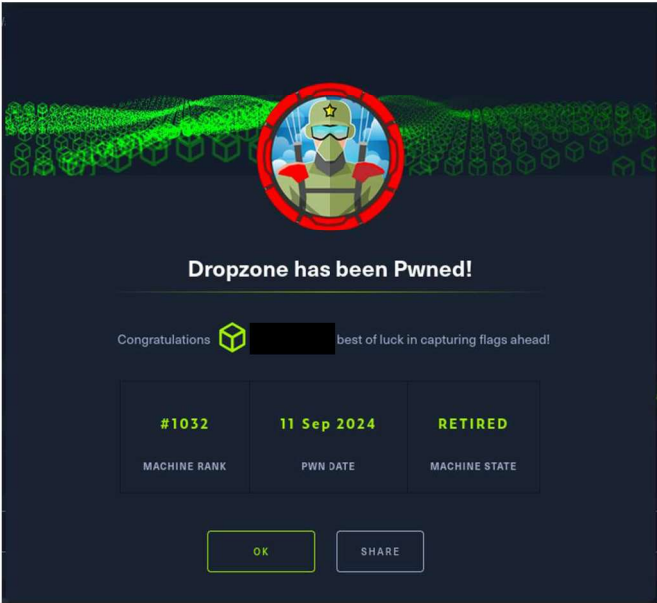 Dropzone has been Pwned!
Congratulations best of luck in capturing flags ahead!
#1032 11 Sep 2024 RETIRED
MACHINE RANK PWN DATE MACHINE STATE
OK SHARE